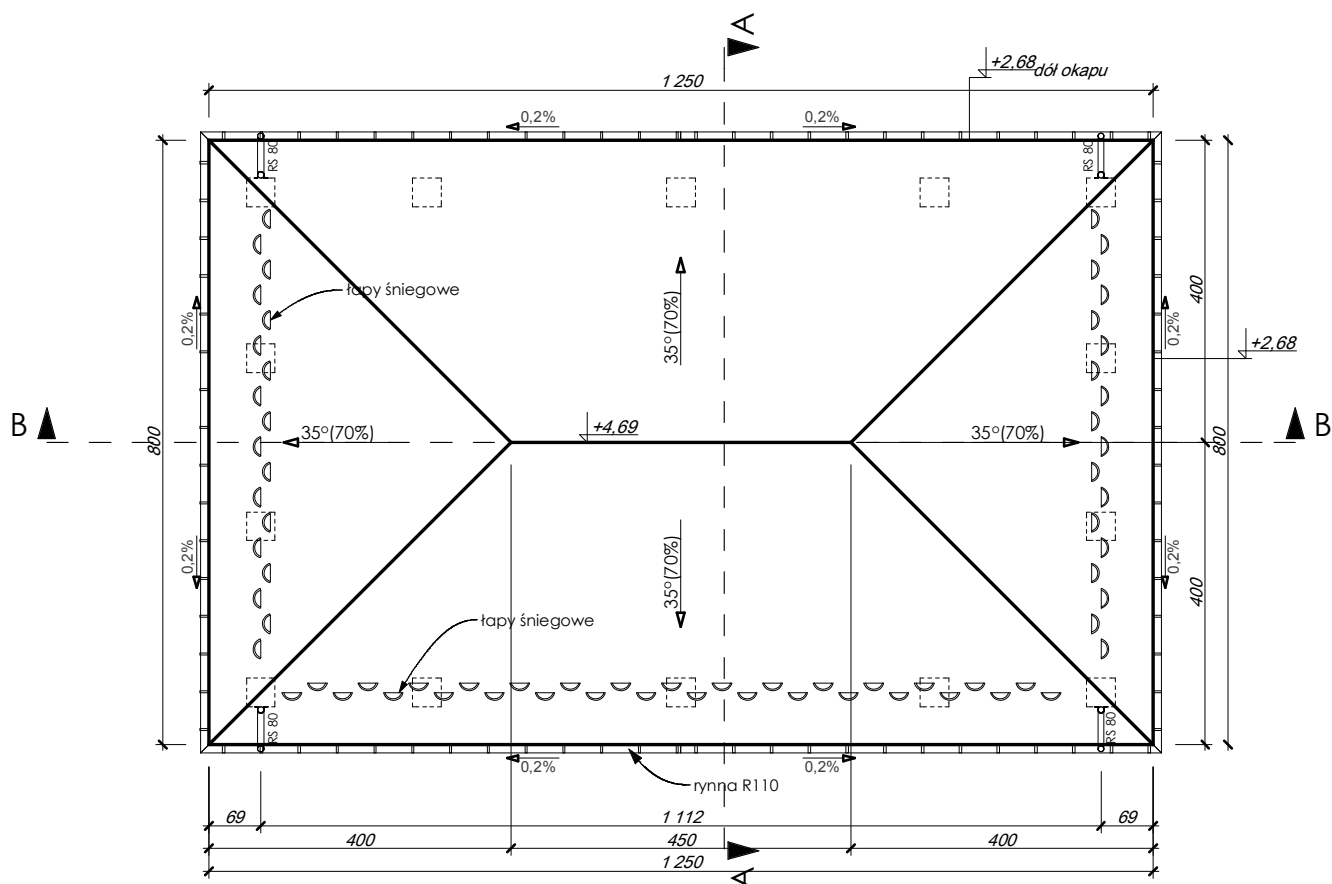 A
+2,68 dół okapu
1 250
0,2%
0,2%
RS 80
RS 80
łapy śniegowe
35°(70%)
400
0,2%
0,2%
+2,68
B
35°(70%)
+4,69
35°(70%)
B
800
800
35°(70%)
łapy śniegowe
0,2%
0,2%
400
RS 80
RS 80
0,2%
0,2%
rynna R110
69
1 112
69
400
450
400
1 250
A